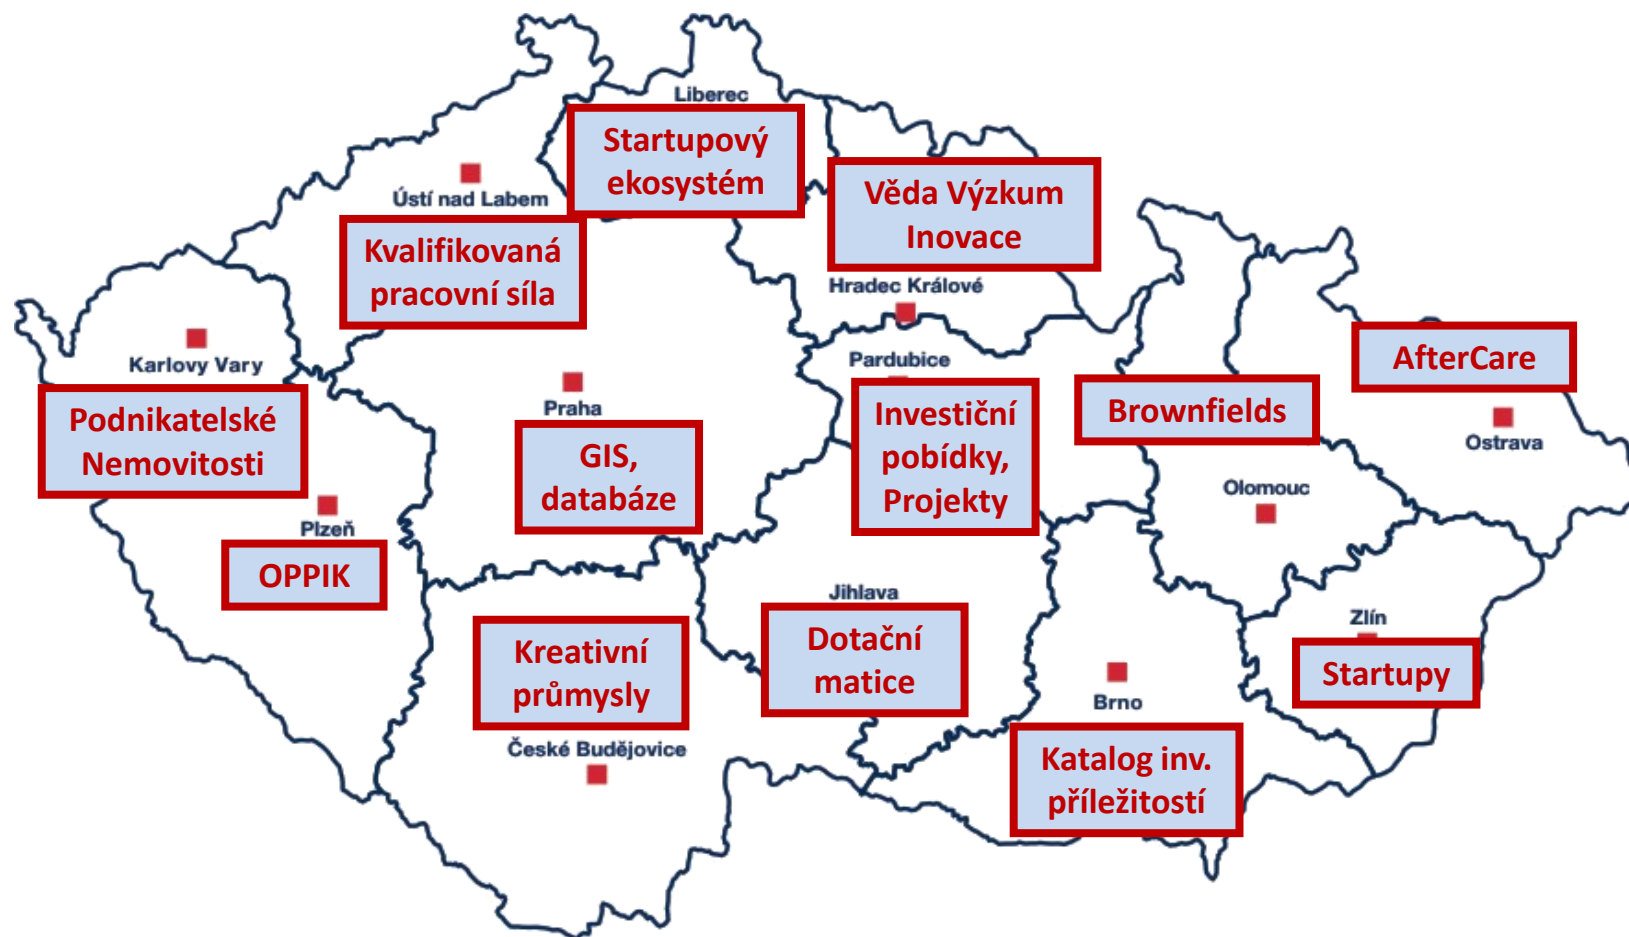 Liberec
Startupový
ekosystém
Ústí nad Labem
Věda Výzkum
Inovace
Kvalifikovaná
pracovní síla
Hradec Králové
Karlovy Vary
Pardubice
AfterCare
Praha
Podnikatelské
Nemovitosti
Investiční
pobídky,
Projekty
Brownfields
Ostrava
GIS,
databáze
Olomouc
Plzeň
OPPIK
Jihlava
Dotační
matice
Zlín
Startupy
Kreativní
průmysly
Brno
České Budějovice
Katalog inv.
příležitostí